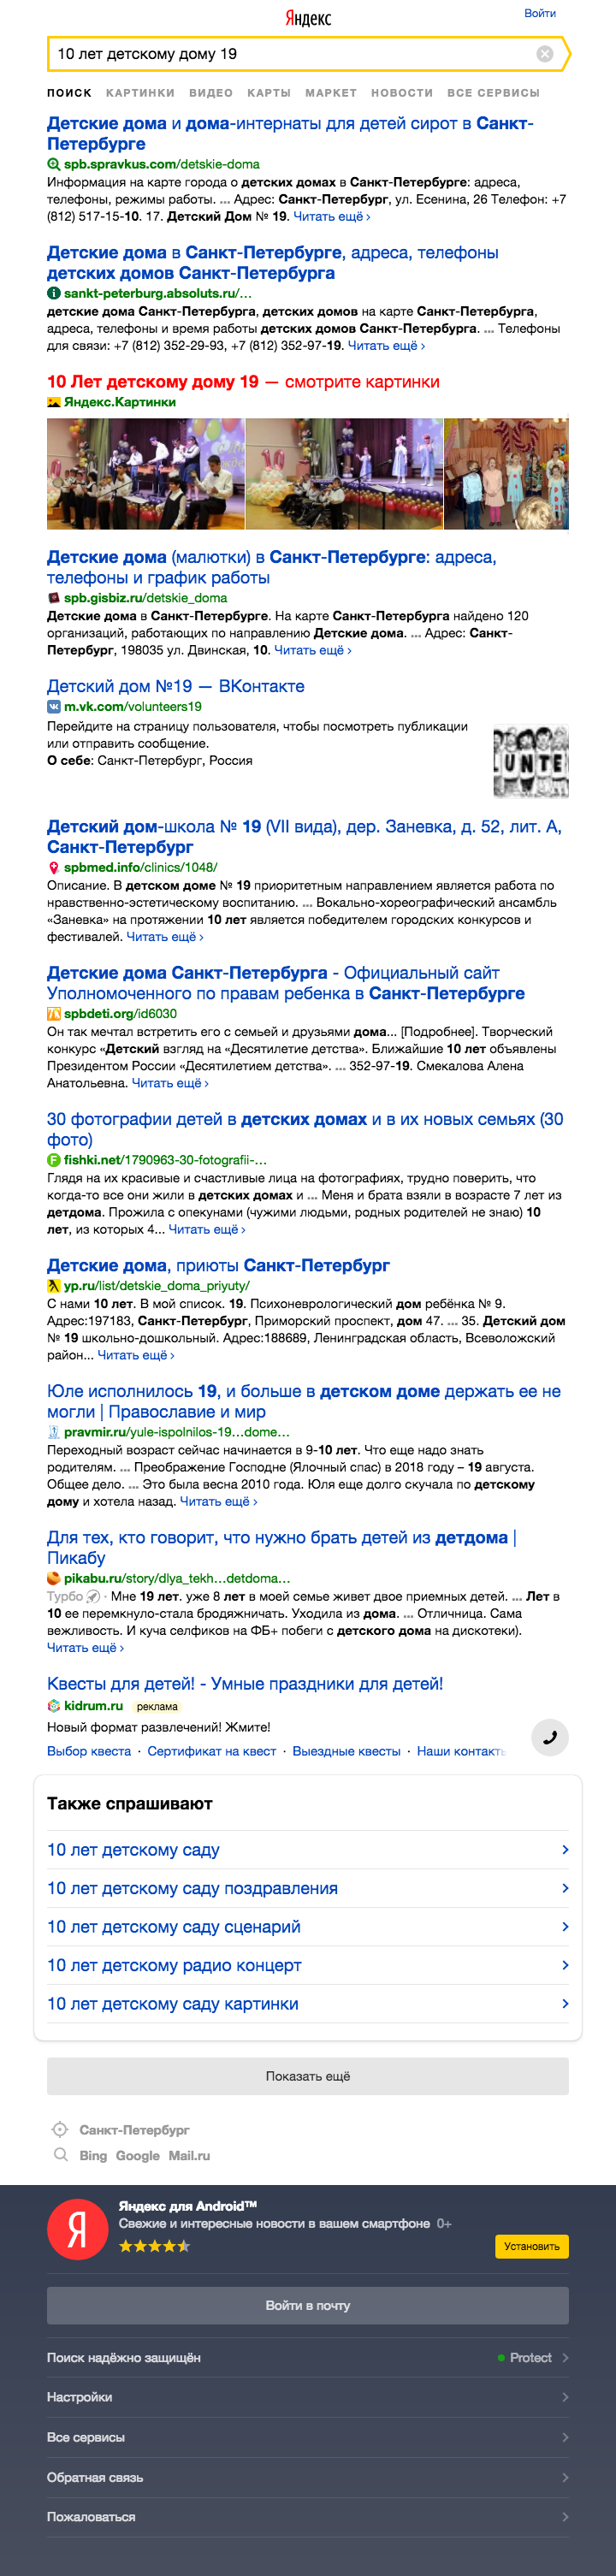 Яндекс
Войти
10 лет детскому дому 19
ПОИСК КАРТИНКИ ВИДЕО КАРТЫ МАРКЕТ НОВОСТИ ВСЕ СЕРВИСЫ
Детские дома и дома-интернаты для детей сирот в Санкт-
Петербурге
spb.spravkus.com/detskie-doma
Информация на карте города о детских домах в Санкт-Петербурге: адреса,
телефоны, режимы работы. ... Адрес: Санкт-Петербург, ул. Есенина, 26 Телефон: +7
(812) 517-15-10. 17. Детский Дом № 19. Читать ещё ›
Детские дома в Санкт-Петербурге, адреса, телефоны
детских домов Санкт-Петербурга
sankt-peterburg.absoluts.ru/…
детские дома Санкт-Петербурга, детских домов на карте Санкт-Петербурга,
адреса, телефоны и время работы детских домов Санкт-Петербурга. ... Телефоны
для связи: +7 (812) 352-29-93, +7 (812) 352-97-19. Читать ещё ›
10 Лет детскому дому 19 — смотрите картинки
Яндекс.Картинки
Детские дома (малютки) в Санкт-Петербурге: адреса,
телефоны и график работы
spb.gisbiz.ru/detskie_doma
Детские дома в Санкт-Петербурге. На карте Санкт-Петербурга найдено 120
организаций, работающих по направлению Детские дома. ... Адрес: Санкт-
Петербург, 198035 ул. Двинская, 10. Читать ещё ›
Детский дом №19 — ВКонтакте
m.vk.com/volunteers19
Перейдите на страницу пользователя, чтобы посмотреть публикации
или отправить сообщение.
О себе: Санкт-Петербург, Россия
UNTE
Детский дом-школа № 19 (VII вида), дер. Заневка, д. 52, лит. А,
Санкт-Петербург
spbmed.info/clinics/1048/
Описание. В детском доме № 19 приоритетным направлением является работа по
нравственно-эстетическому воспитанию. ... Вокально-хореографический ансамбль
«Заневка» на протяжении 10 лет является победителем городских конкурсов и
фестивалей. Читать ещё ›
Детские дома Санкт-Петербурга - Официальный сайт
Уполномоченного по правам ребенка в Санкт-Петербурге
spbdeti.org/id6030
Он так мечтал встретить его с семьей и друзьями дома... [Подробнее]. Творческий
конкурс «Детский взгляд на «Десятилетие детства». Ближайшие 10 лет объявлены
Президентом России «Десятилетием детства». ... 352-97-19. Смекалова Алена
Анатольевна. Читать ещё ›
30 фотографии детей в детских домах и в их новых семьях (30
фото)
fishki.net/1790963-30-fotografii-…
Глядя на их красивые и счастливые лица на фотографиях, трудно поверить, что
когда-то все они жили в детских домах и ... Меня и брата взяли в возрасте 7 лет из
детдома. Прожила с опекунами (чужими людьми, родных родителей не знаю) 10
лет, из которых 4... Читать ещё ›
Детские дома, приюты Санкт-Петербург
yp.ru/list/detskie_doma_priyuty/
С нами 10 лет. В мой список. 19. Психоневрологический дом ребёнка № 9.
Адрес:197183, Санкт-Петербург, Приморский проспект, дом 47. ... 35. Детский дом
№ 19 школьно-дошкольный. Адрес:188689, Ленинградская область, Всеволожский
район... Читать ещё ›
Юле исполнилось 19, и больше в детском доме держать ее не
могли | Православие и мир
pravmir.ru/yule-ispolnilos-19…dome…
Переходный возраст сейчас начинается в 9-10 лет. Что еще надо знать
родителям. ... Преображение Господне (Ялочный спас) в 2018 году – 19 августа.
Общее дело. ... Это была весна 2010 года. Юля еще долго скучала по детскому
дому и хотела назад. Читать ещё ›
Для тех, кто говорит, что нужно брать детей из детдома |
Пикабу
pikabu.ru/story/dlya_tekh…detdoma…
Турбо · Мне 19 лет. уже 8 лет в моей семье живет двое приемных детей. ... Лет в
10 ее перемкнуло-стала бродяжничать. Уходила из дома. ... Отличница. Сама
вежливость. И куча селфиков на ФБ+ побеги с детского дома на дискотеки).
Читать ещё ›
Квесты для детей! - Умные праздники для детей!
kidrum.ru реклама
Новый формат развлечений! Жмите!
Выбор квеста · Сертификат на квест · Выездные квесты · Наши контакты
Также спрашивают
10 лет детскому саду
10 лет детскому саду поздравления
10 лет детскому саду сценарий
10 лет детскому радио концерт
10 лет детскому саду картинки
Показать ещё
Санкт-Петербург
Bing Google Mail.ru
Яндекс для Android™
Свежие и интересные новости в вашем смартфоне 0+
Установить
Войти в почту
Поиск надёжно защищён
Protect
Настройки
Все сервисы
Обратная связь
Пожаловаться